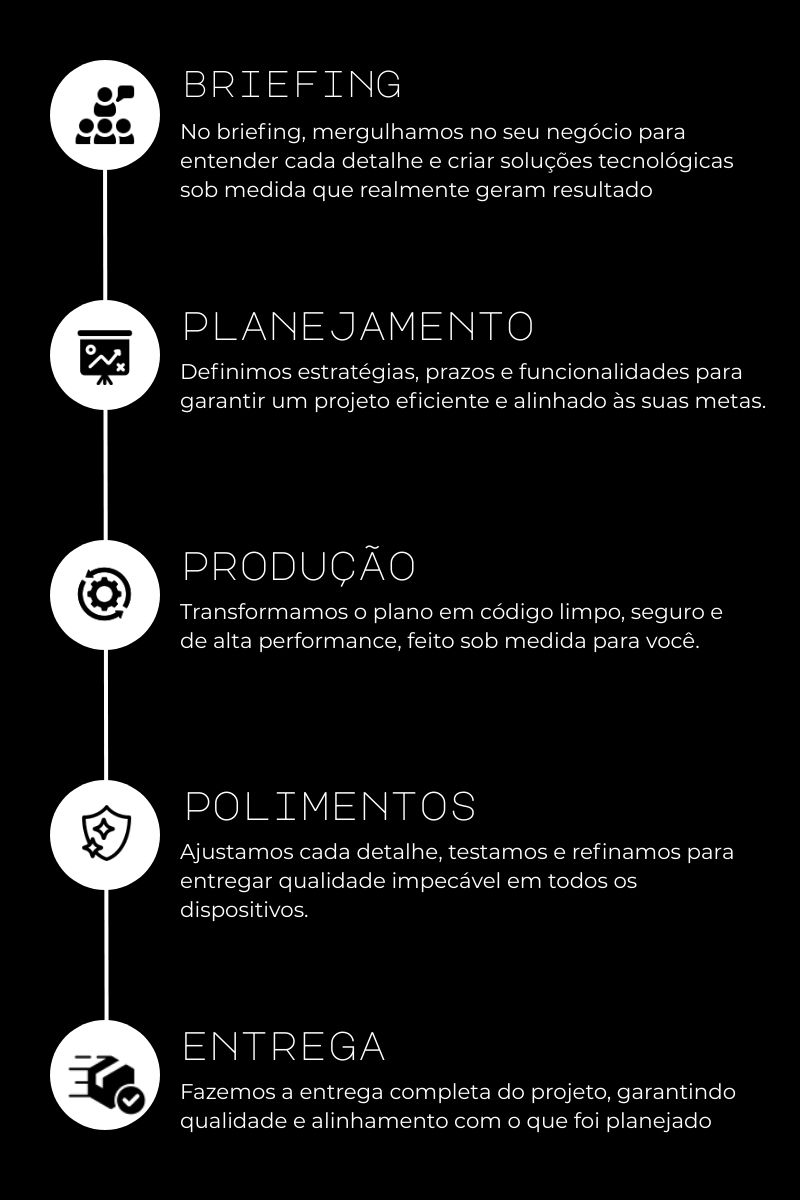 BRIEFING
No briefing, mergulhamos no seu negócio para
entender cada detalhe e criar soluções tecnológicas
sob medida que realmente geram resultado
PLANEJAMENTO
Definimos estratégias, prazos e funcionalidades para
garantir um projeto eficiente e alinhado às suas metas.
PRODUÇÃO
Transformamos o plano em código limpo, seguro e
de alta performance, feito sob medida para você.
POLIMENTOS
Ajustamos cada detalhe, testamos e refinamos para
entregar qualidade impecável em todos os
dispositivos.
ENTREGA
Fazemos a entrega completa do projeto, garantindo
qualidade e alinhamento com o que foi planejado